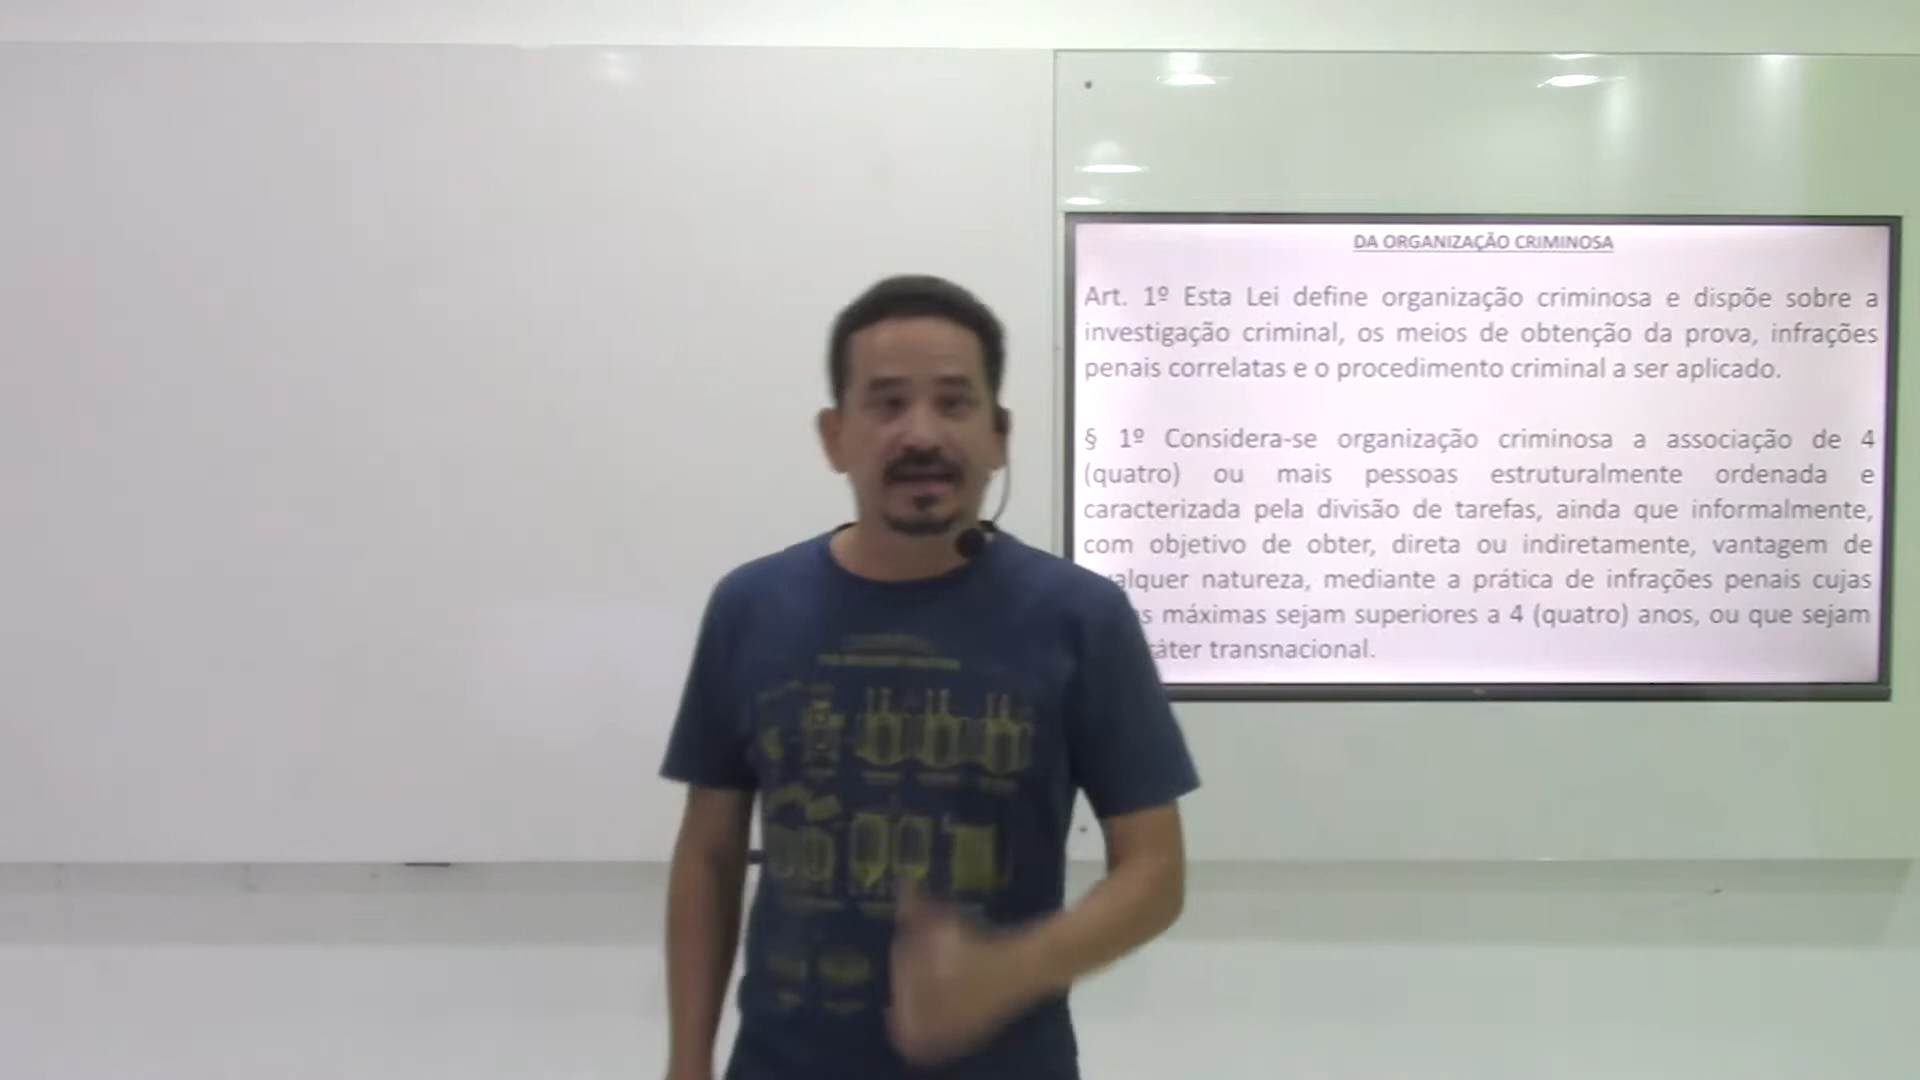 DA ORGANIZAÇÃO CRIMINOSA
Art. 1º Esta Lei define organização criminosa e dispõe sobre a
investigação criminal, os meios de obtenção da prova, infrações
penais correlatas e o procedimento criminal a ser aplicado.
§ 1º Considera-se organização criminosa a associação de 4
(quatro) ou mais pessoas estruturalmente ordenada e
caracterizada pela divisão de tarefas, ainda que informalmente,
com objetivo de obter, direta ou indiretamente, vantagem de
natureza, mediante a prática de infrações penais cujas
máximas sejam superiores a 4 (quatro) anos, ou que sejam
transnacional.